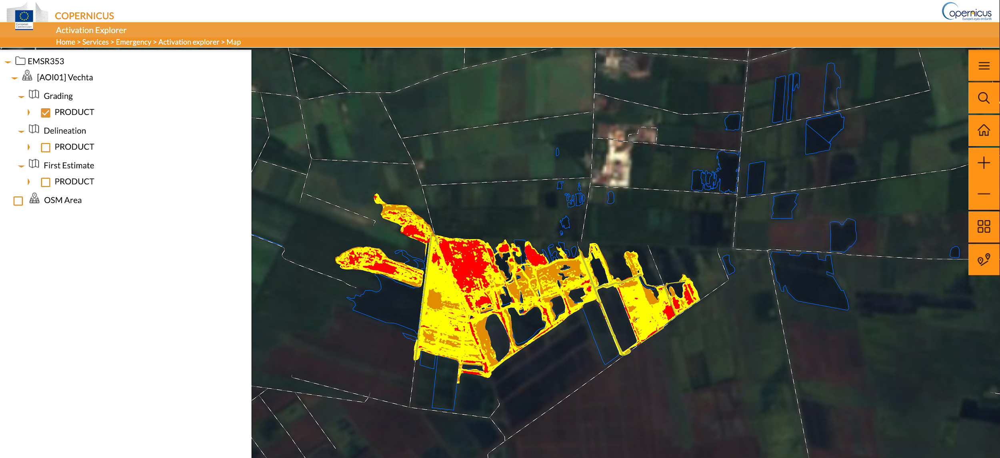 European
Commission
COPERNICUS
opernicus
Europe's eyes on Earth
Activation Explorer
Home > Services > Emergency > Activation explorer > Map
EMSR353
[AOI01] Vechta
Grading
PRODUCT
Delineation
PRODUCT
First Estimate
PRODUCT
OSM Area